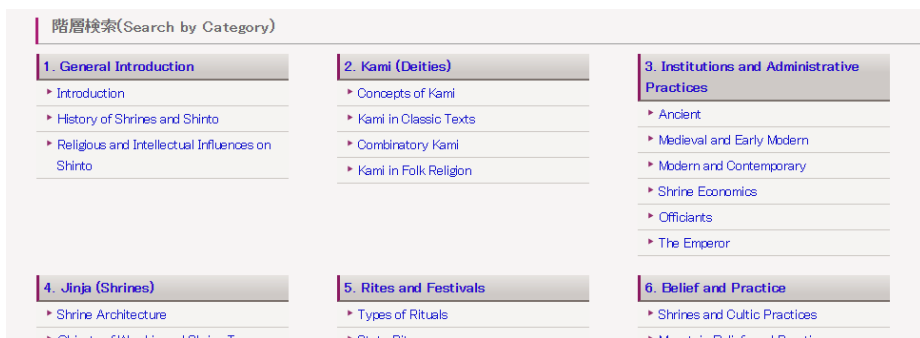 階層検索(Search by Category)
1. General Introduction
Introduction
History of Shrines and Shinto
Religious and Intellectual Influences on
Shinto
2. Kami (Deities)
Concepts of Kami
Kami in Classic Texts
Combinatory Kami
Kami in Folk Religion
3. Institutions and Administrative
Practices
Ancient
Medieval and Early Modern
Modern and Contemporary
Shrine Economics
Officiants
The Emperor
4. Jinja (Shrines)
Shrine Architecture
5. Rites and Festivals
Types of Rituals
6. Belief and Practice
Shrines and Cultic Practices